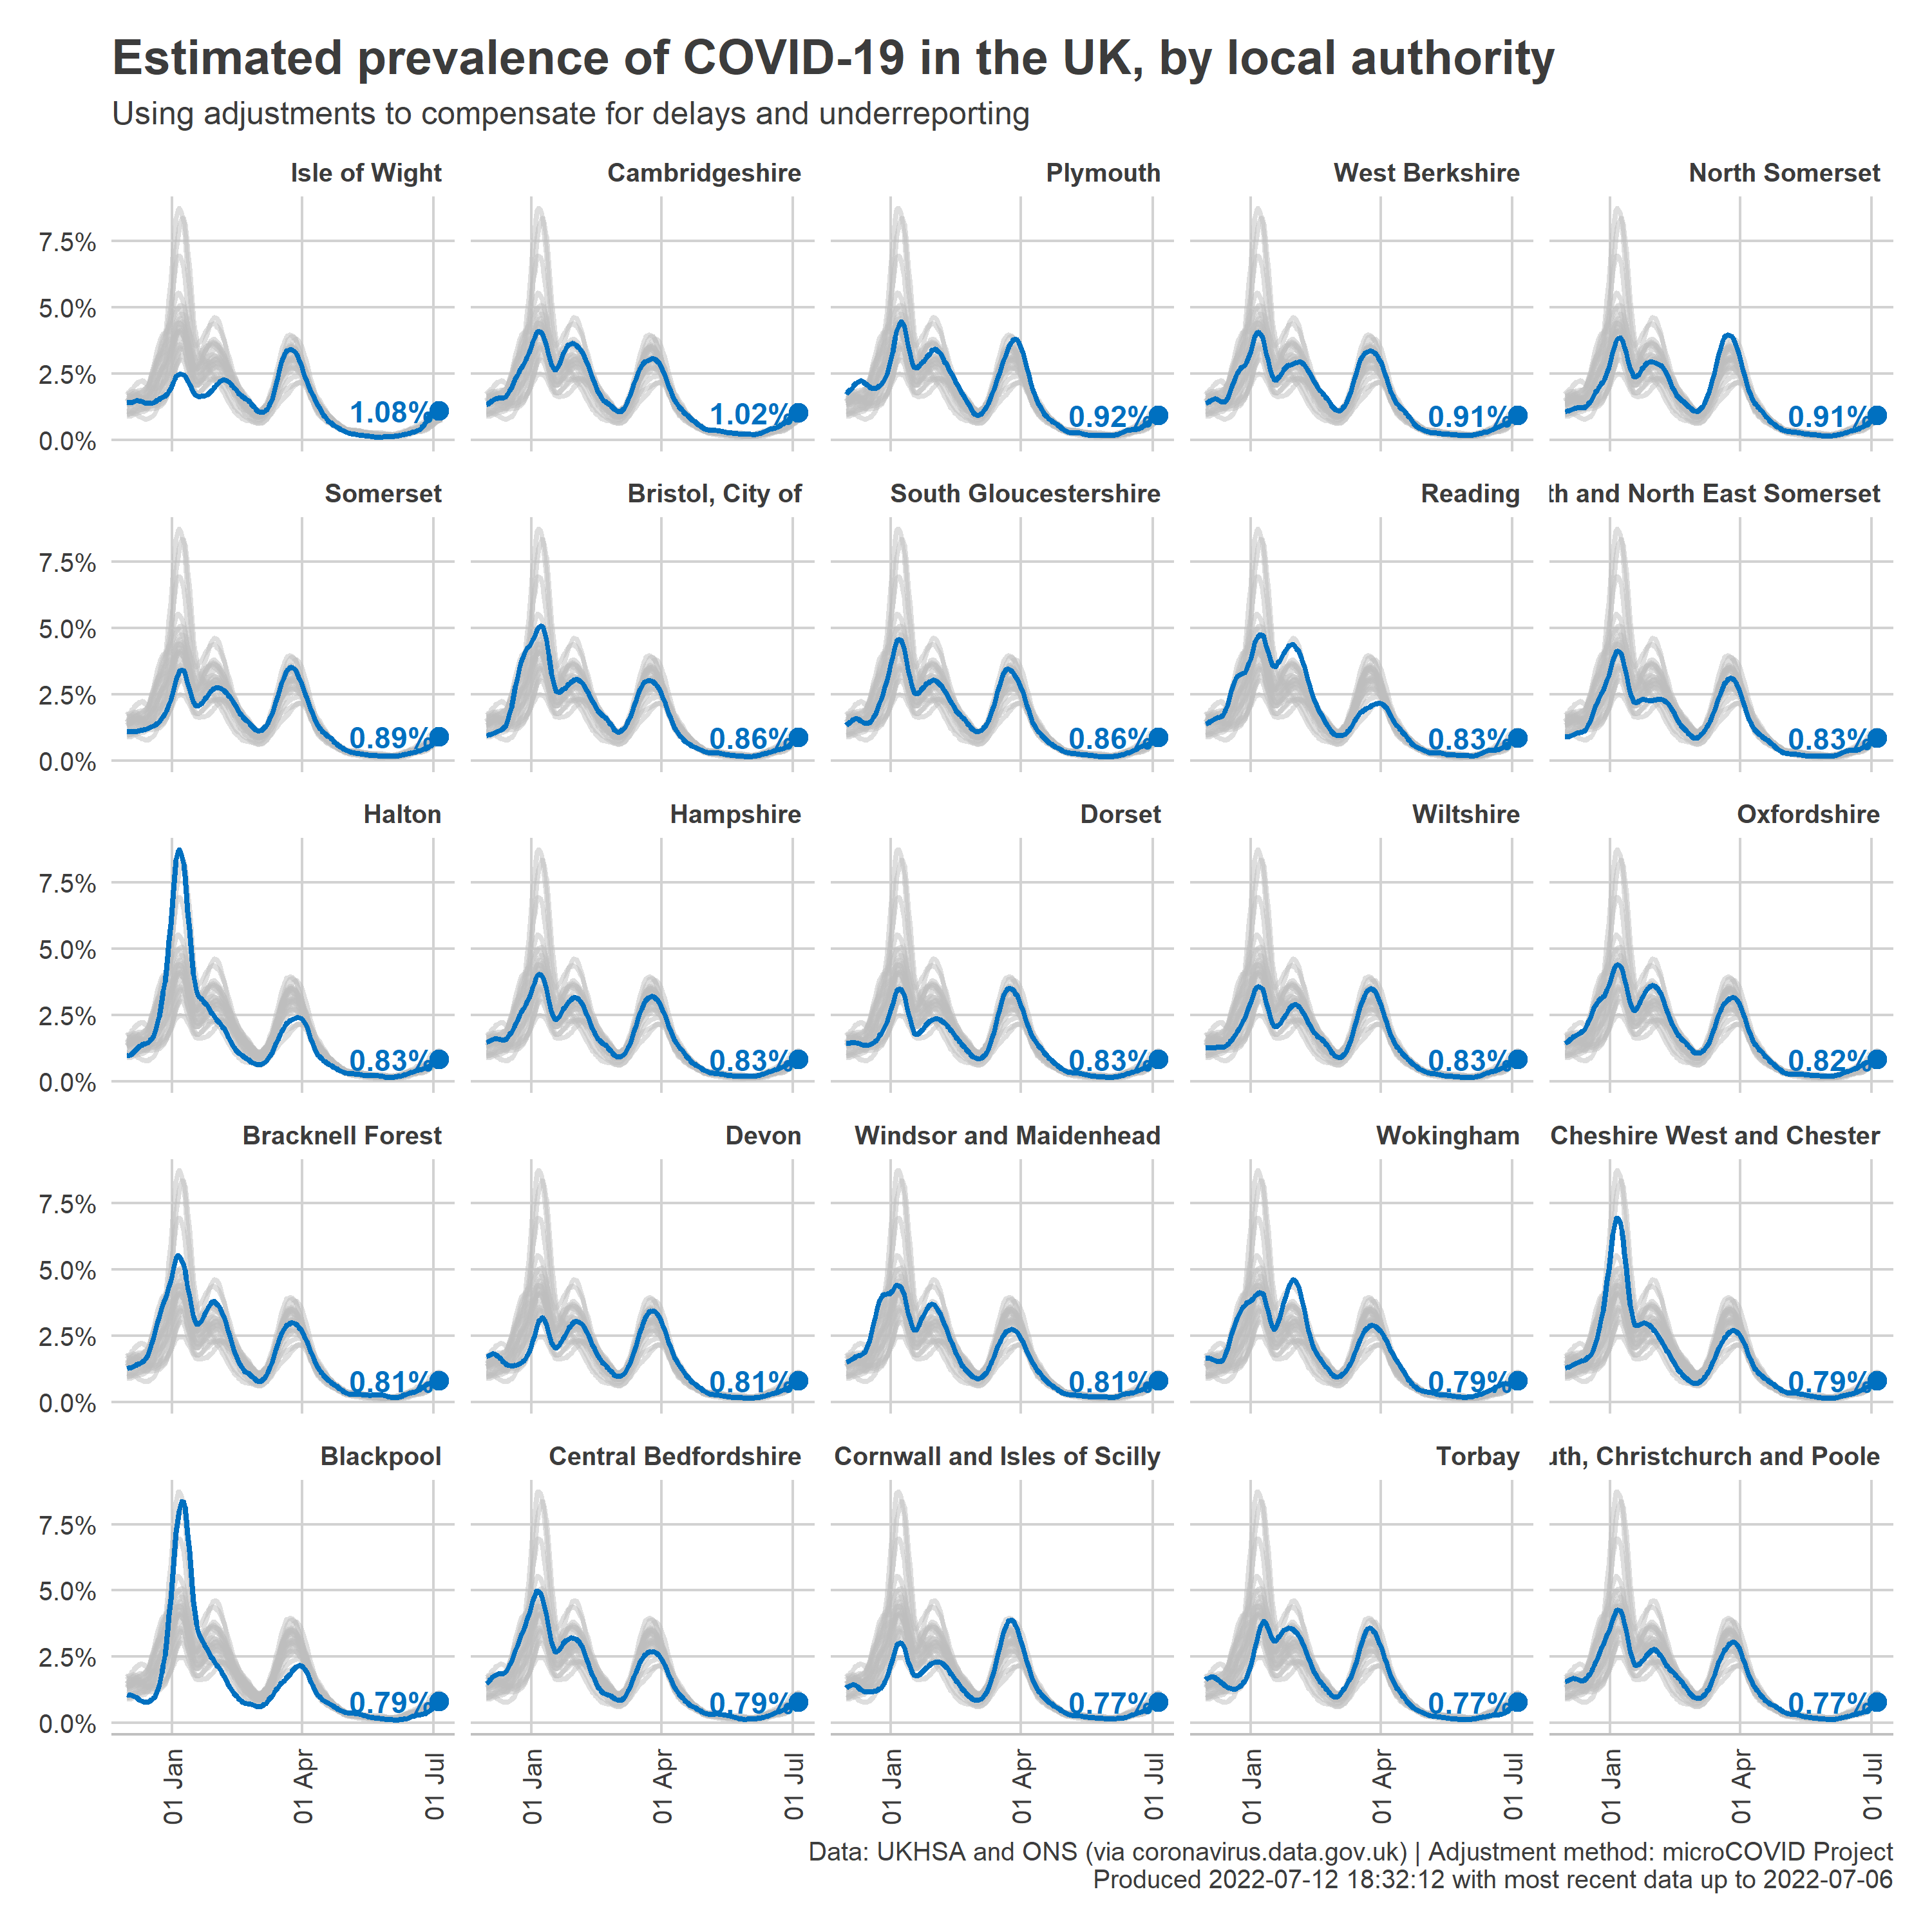 Estimated prevalence of COVID-19 in the UK, by local authority
Using adjustments to compensate for delays and underreporting
Isle of Wight
Cambridgeshire
Plymouth
West Berkshire
North Somerset
7.5%
5.0%
2.5%
0.0%
1.08%
1.02%
0.92%
0.91%
0.91%
Somerset
Bristol, City of
South Gloucestershire
Reading
th and North East Somerset
7.5%
5.0%
2.5%
0.0%
0.89%
0.86%
0.86%
0.83%
0.83%
Halton
Hampshire
Dorset
Wiltshire
Oxfordshire
7.5%
5.0%
2.5%
0.0%
0.83%
0.83%
0.83%
0.83%
0.82%
Bracknell Forest
Devon
Windsor and Maidenhead
Wokingham
Cheshire West and Chester
7.5%
5.0%
2.5%
0.0%
0.81%
0.81%
0.81%
0.79%
0.79%
Blackpool
Central Bedfordshire
Cornwall and Isles of Scilly
Torbay
uth, Christchurch and Poole
7.5%
5.0%
2.5%
0.0%
0.79%
0.79%
0.77%
0.77%
0.77%
01 Jan
01 Apr
01 Jul
01 Jan
01 Apr
01 Jul
01 Jan
01 Apr
01 Jul
01 Jan
01 Apr
01 Jul
01 Jan
01 Apr
01 Jul
Data: UKHSA and ONS (via coronavirus.data.gov.uk) | Adjustment method: microCOVID Project
Produced 2022-07-12 18:32:12 with most recent data up to 2022-07-06